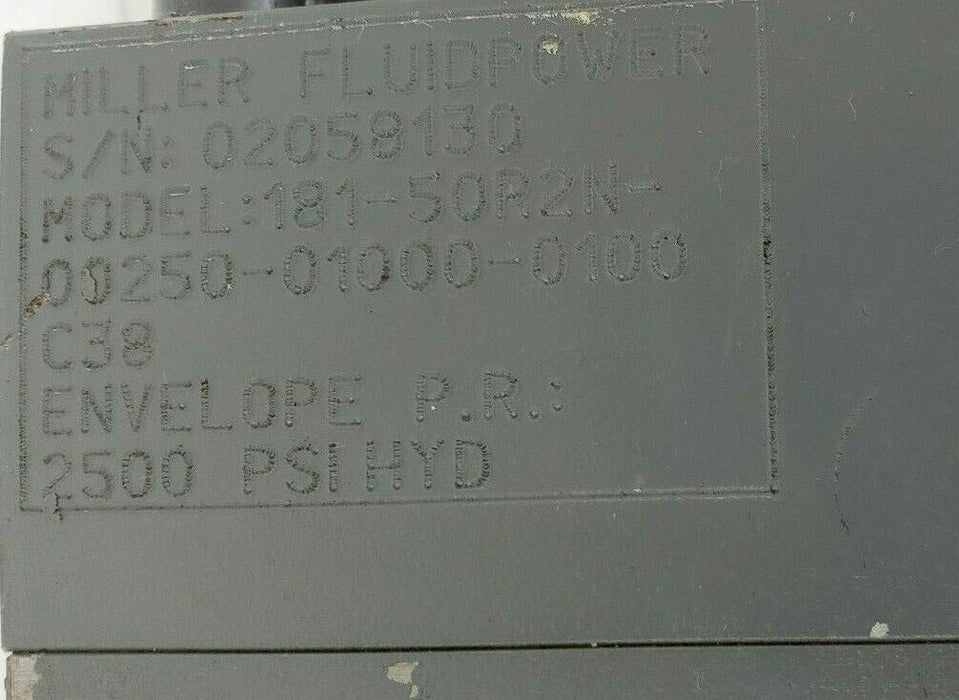 MILLER FLUIDPOWER
S/N: 02058130
MODEL:181-50R2N-
00250-01000-0100
C38
ENVELOPE P.R.:
2500 PSI HYD